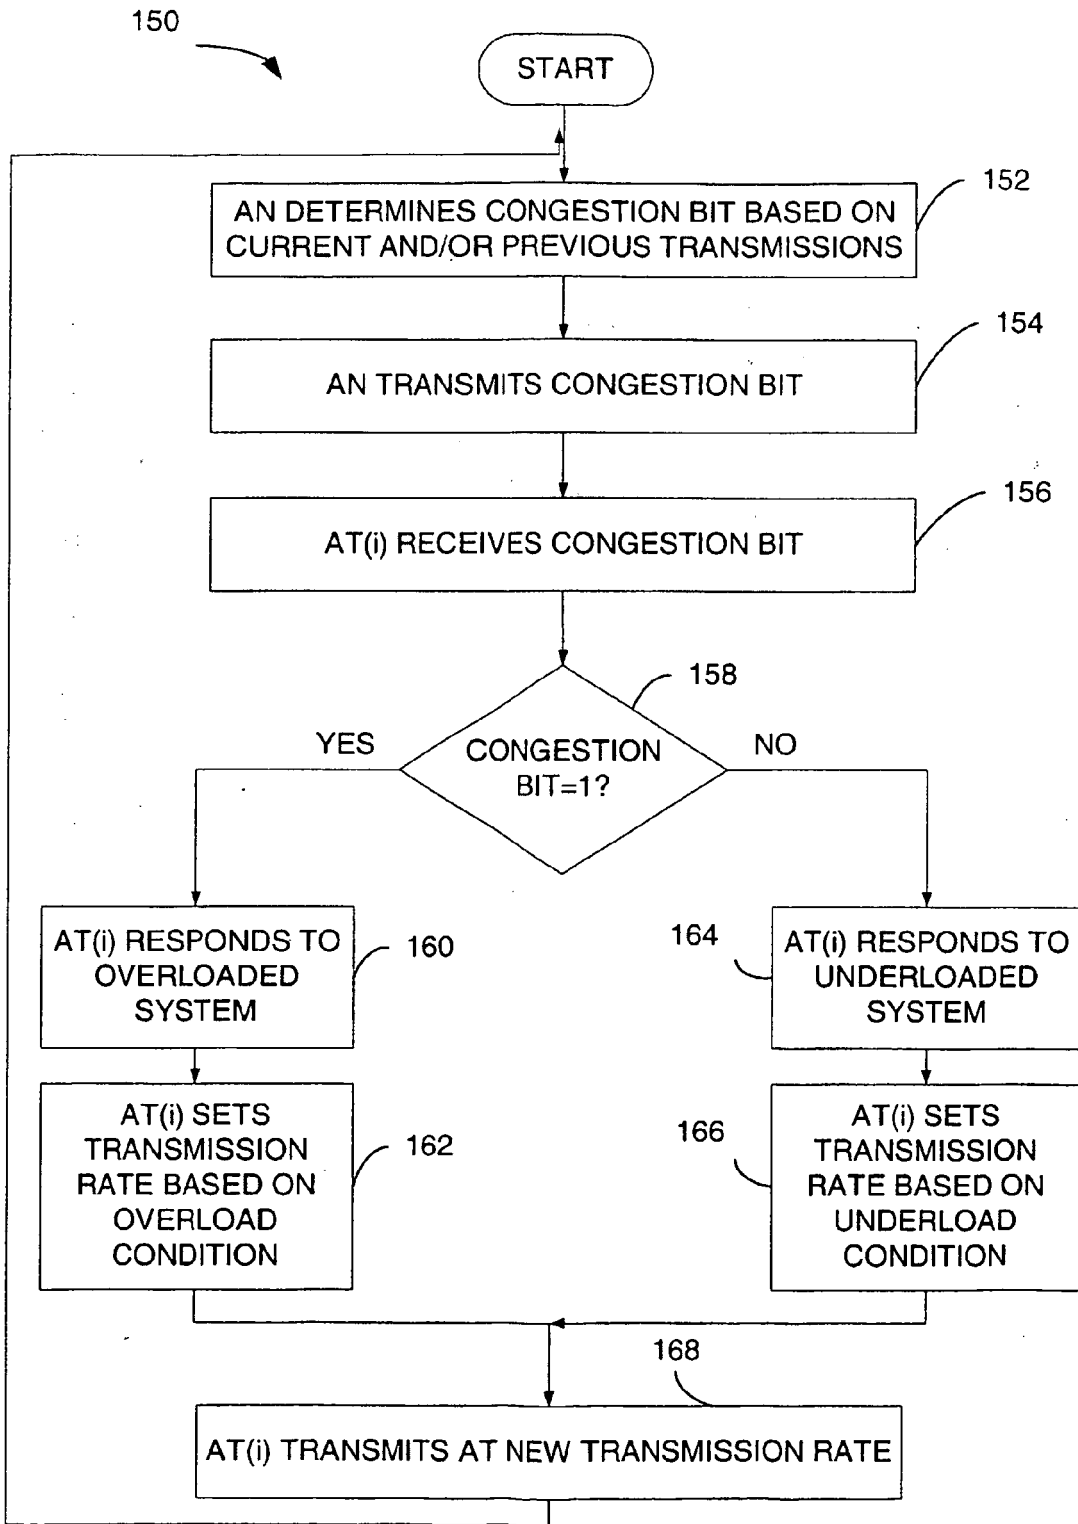 150
START
152
AN DETERMINES CONGESTION BIT BASED ON
CURRENT AND/OR PREVIOUS TRANSMISSIONS
154
AN TRANSMITS CONGESTION BIT
156
AT(i) RECEIVES CONGESTION BIT
158
YES
CONGESTION
BIT=1?
NO
AT(i) RESPONDS TO
OVERLOADED
SYSTEM
160
164
AT(i) RESPONDS TO
UNDERLOADED
SYSTEM
AT(i) SETS
TRANSMISSION
RATE BASED ON
OVERLOAD
CONDITION
162
166
AT(i) SETS
TRANSMISSION
RATE BASED ON
UNDERLOAD
CONDITION
168
AT(i) TRANSMITS AT NEW TRANSMISSION RATE